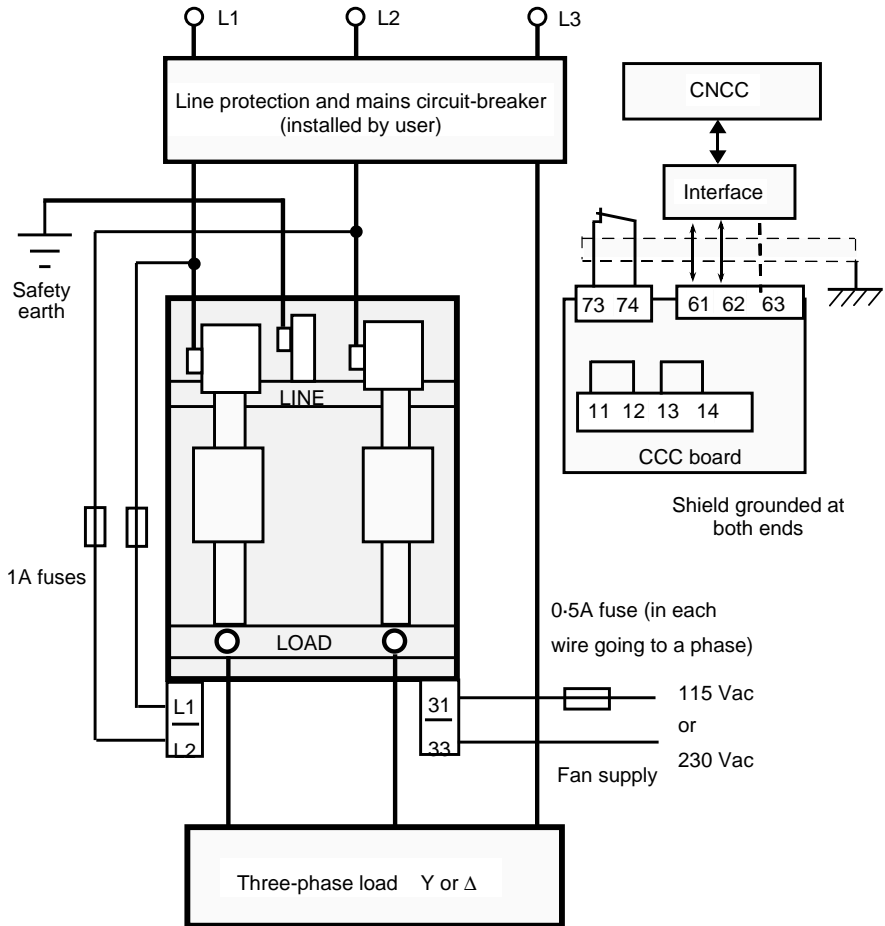 L1
L2
L3
Line protection and mains circuit-breaker
(installed by user)
CNCC
Interface
Safety
earth
73 74
61 62 63
LINE
11 12 13 14
CCC board
Shield grounded at
both ends
1A fuses
0·5A fuse (in each
wire going to a phase)
LOAD
L1
L2
31
33
115 Vac
or
230 Vac
Fan supply
Three-phase load Y or Δ